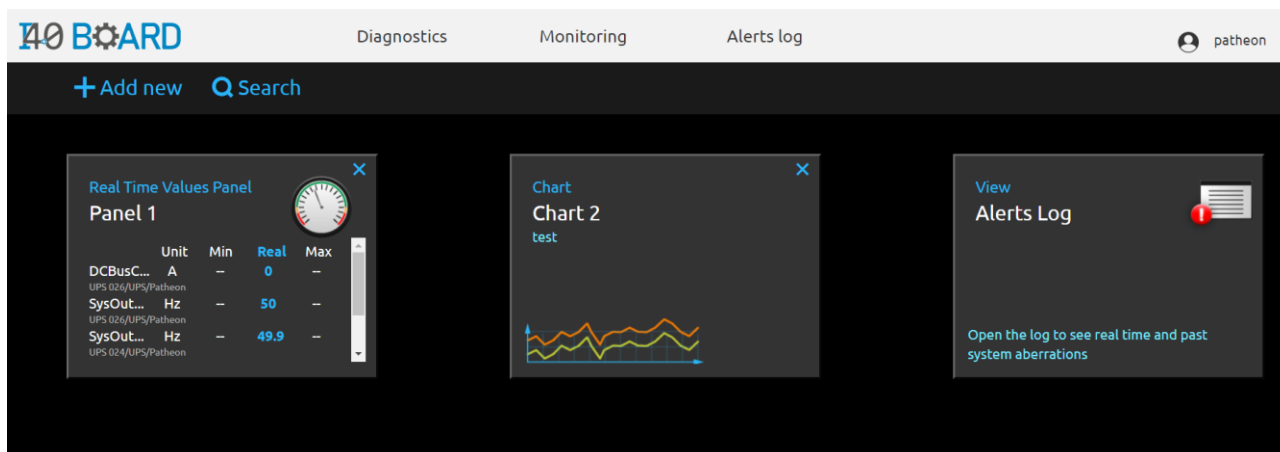 I40 BOARD
Diagnostics Monitoring Alerts log patheon
Add new Search
Real Time Values Panel
Panel 1
Unit Min Real Max
DCBusC... A -- 0 --
UPS 026/UPS/Patheon
SysOut... Hz -- 50 --
UPS 026/UPS/Patheon
SysOut... Hz -- 49.9 --
UPS 024/UPS/Patheon
Chart
Chart 2
test
View
Alerts Log
Open the log to see real time and past
system aberrations